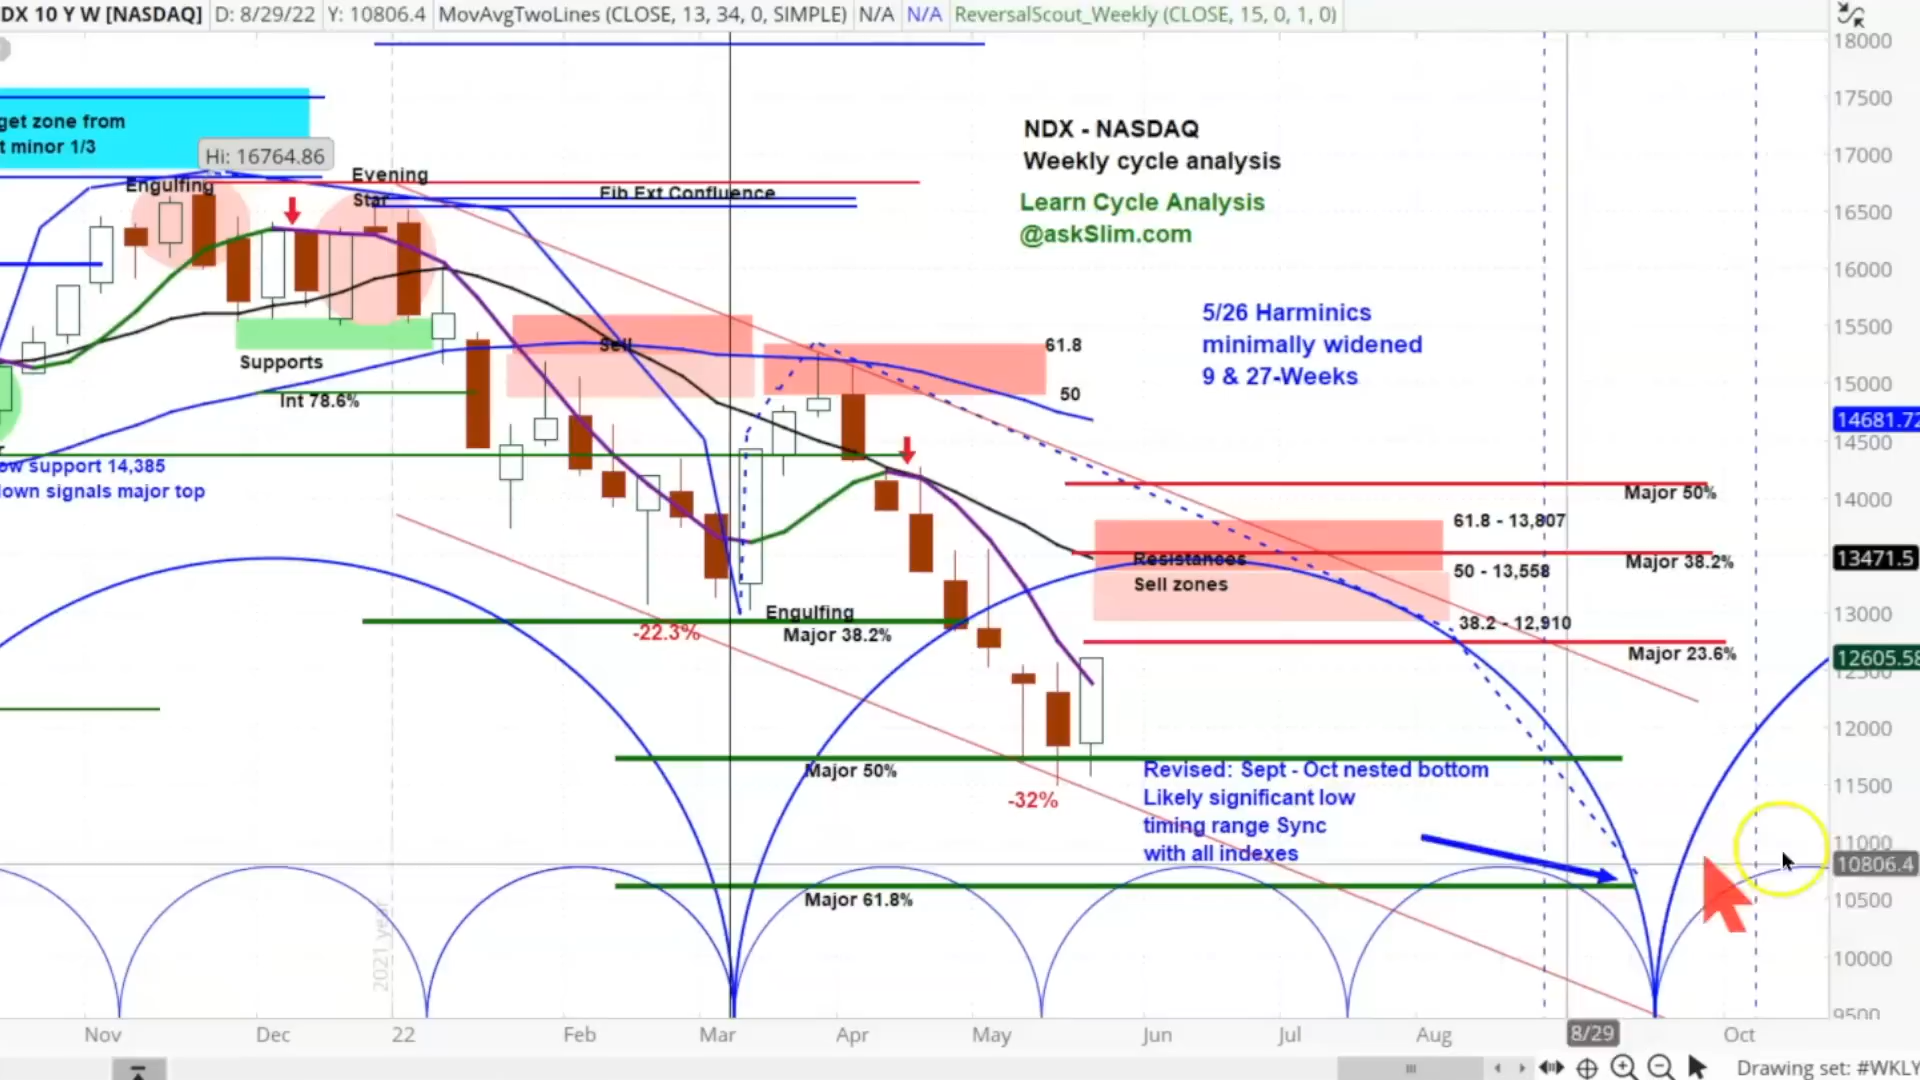 DX 10 Y W [NASDAQ] D: 8/29/22 Y: 10806.4 MovAvgTwoLines (CLOSE, 13, 34, 0, SIMPLE) N/A N/A ReversalScout_Weekly (CLOSE, 15, 0, 1, 0)
18000
17500
17000
16500
16000
15500
15000
14681.72
14500
14000
13471.5
13000
12605.58
12500
12000
11500
11000
10806.4
10500
10000
9500
get zone from
t minor 1/3
Hi: 16764.86
Engulfing
Evening
Star
Fib Ext Confluence
NDX - NASDAQ
Weekly cycle analysis
Learn Cycle Analysis
@askSlim.com
5/26 Harminics
minimally widened
9 & 27-Weeks
Supports
Int 78.6%
Sell
61.8
50
ow support 14,385
down signals major top
Major 50%
61.8 - 13,807
Resistances
Major 38.2%
50 - 13,558
Sell zones
Engulfing
38.2 - 12,910
-22.3%
Major 38.2%
Major 23.6%
Major 50%
Revised: Sept - Oct nested bottom
Likely significant low
timing range Sync
with all indexes
-32%
Major 61.8%
2021 year
Nov Dec 22 Feb Mar Apr May Jun Jul Aug 8/29 Oct
Drawing set: #WKLY